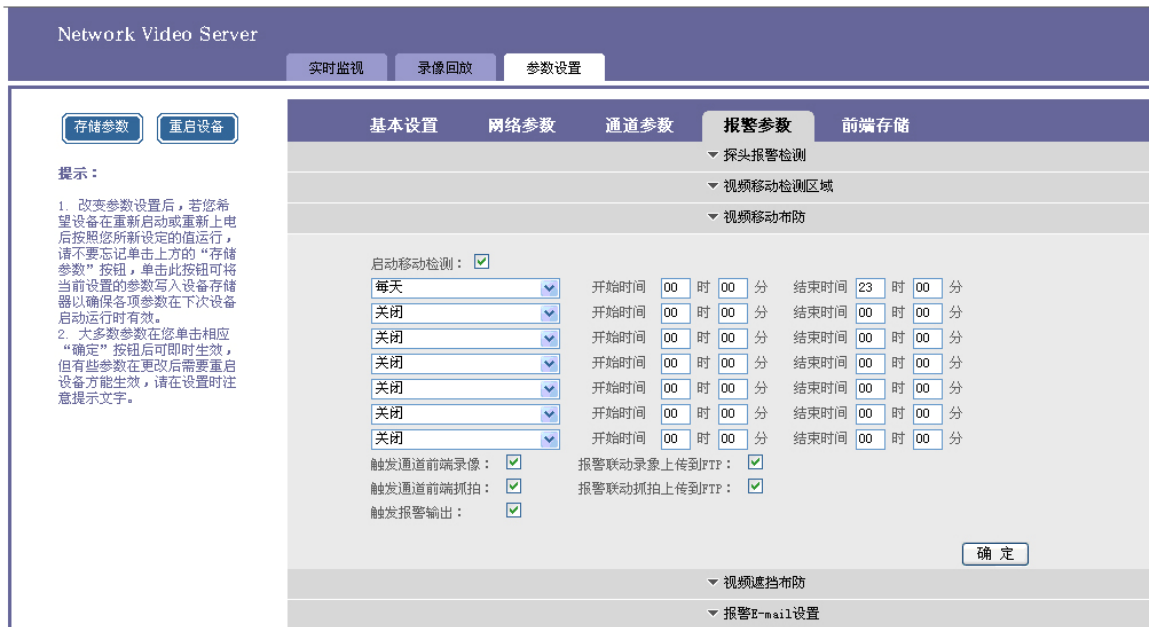 Network Video Server
实时监视 录像回放 参数设置
存储参数 重启设备
提示：
1. 改变参数设置后，若您希
望设备在重新启动或重新上电
后按照您所新设定的值运行，
请不要忘记单击上方的“存储
参数”按钮，单击此按钮可将
当前设置的参数写入设备存储
器以确保各项参数在下次设备
启动运行时有效。
2. 大多数参数在您单击相应
“确定”按钮后可即时生效，
但有些参数在更改后需要重启
设备方能生效，请在设置时注
意提示文字。
基本设置 网络参数 通道参数 报警参数 前端存储
探头报警检测
视频移动检测区域
视频移动布防
启动移动检测：
每天 开始时间 00 时 00 分 结束时间 23 时 00 分
关闭 开始时间 00 时 00 分 结束时间 00 时 00 分
关闭 开始时间 00 时 00 分 结束时间 00 时 00 分
关闭 开始时间 00 时 00 分 结束时间 00 时 00 分
关闭 开始时间 00 时 00 分 结束时间 00 时 00 分
关闭 开始时间 00 时 00 分 结束时间 00 时 00 分
关闭 开始时间 00 时 00 分 结束时间 00 时 00 分
触发通道前端录像： 报警联动录象上传到FTP：
触发通道前端抓拍： 报警联动抓拍上传到FTP：
触发报警输出：
确 定
视频遮挡布防
报警E-mail设置